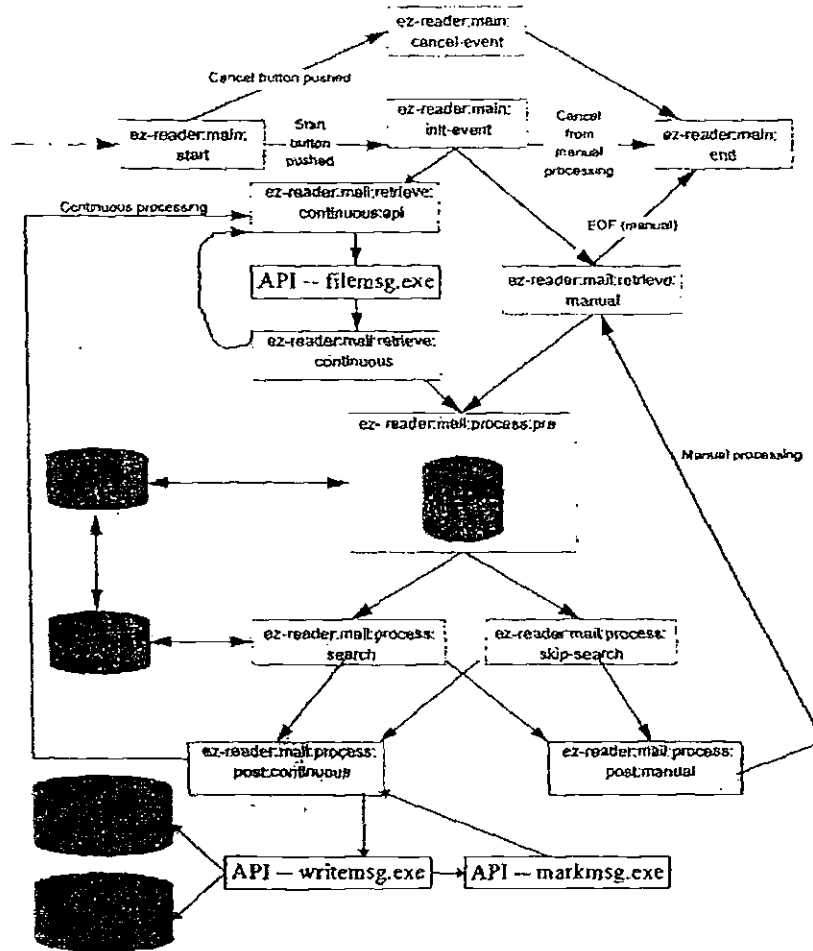 ez-reader:main:
cancel-event
Cancel button pushed
ez-reader:main:
start
Start
button
pushed
ez-reader:main:
init-event
Cancel
from
manual
processing
ez-reader:main:
end
Continuous processing
ez-reader:mail:retrieve:
continuous:api
EOF (manual)
API -- filemsg.exe
ez-reader:mail:retrieve:
manual
ez-reader:mail:retrieve:
continuous
ez- reader:mail:process:pre
Manual processing
ez-reader:mail:process:
search
ez-reader:mail:process:
skip-search
ez-reader:mail:process:
post:continuous
ez-reader:mail:process:
post:manual
API -- writemsg.exe
API -- markmsg.exe